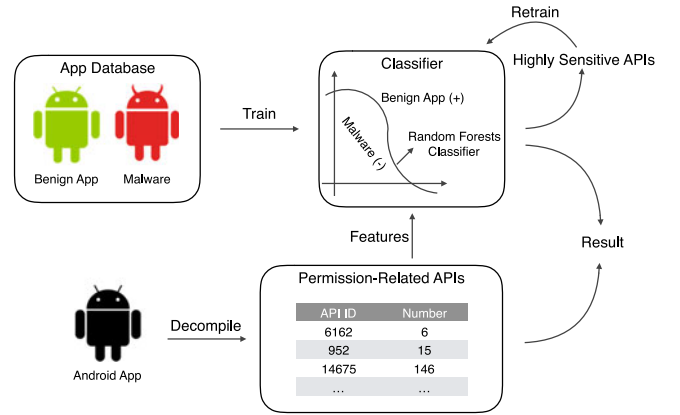 Retrain
App Database
Classifier
Highly Sensitive APIs
Benign App (+)
Train
Malware (-)
Random Forests
Classifier
Benign App
Malware
Features
Result
Permission-Related APIs
Decompile
API ID Number
6162 6
952 15
14675 146
... ...
Android App